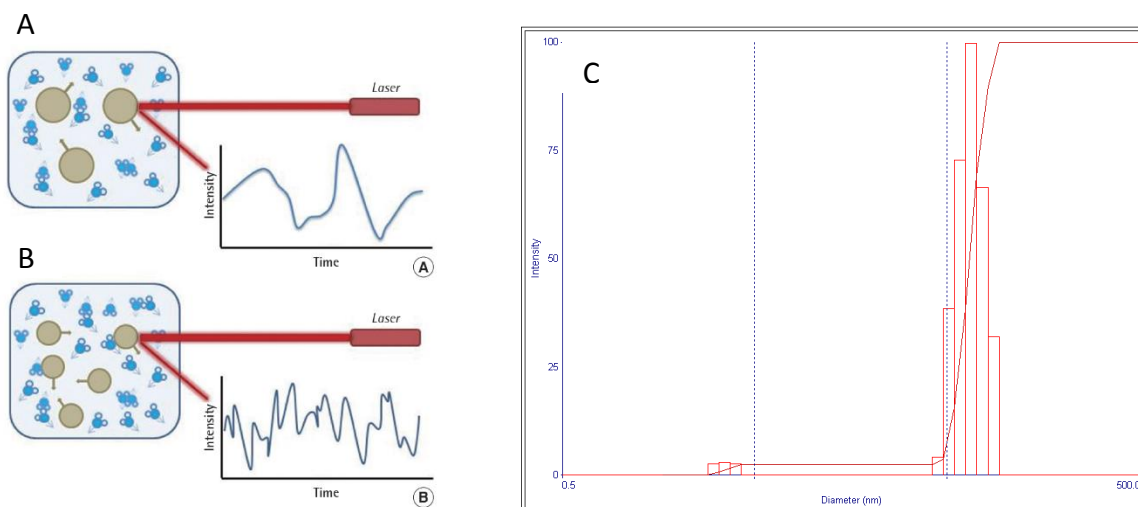 A
Laser
Intensity
Time
A
B
Laser
Intensity
Time
B
C
100
75
50
25
0
Intensity
0.5
500.0
Diameter (nm)